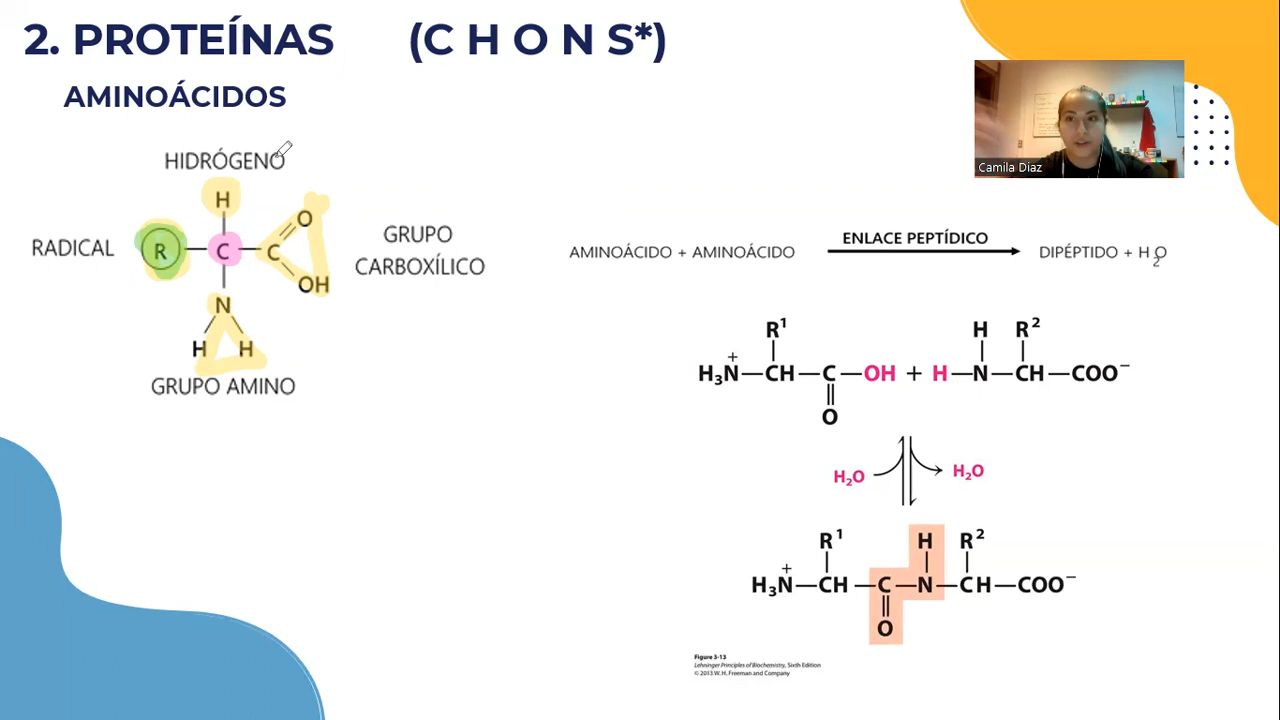 2. PROTEÍNAS (C H O N S*)
AMINOÁCIDOS
Camila Diaz
HIDRÓGENO
H
O
RADICAL R C C
GRUPO
CARBOXÍLICO
OH
N
H H
GRUPO AMINO
AMINOÁCIDO + AMINOÁCIDO ENLACE PEPTÍDICO DIPÉPTIDO + H2O
R1 H R2
H3N+—CH—C—OH + H—N—CH—COO−
O
H2O H2O
R1 H R2
H3N+—CH—C—N—CH—COO−
O
Figure 3-13
Lehninger Principles of Biochemistry, Sixth Edition
© 2013 W. H. Freeman and Company